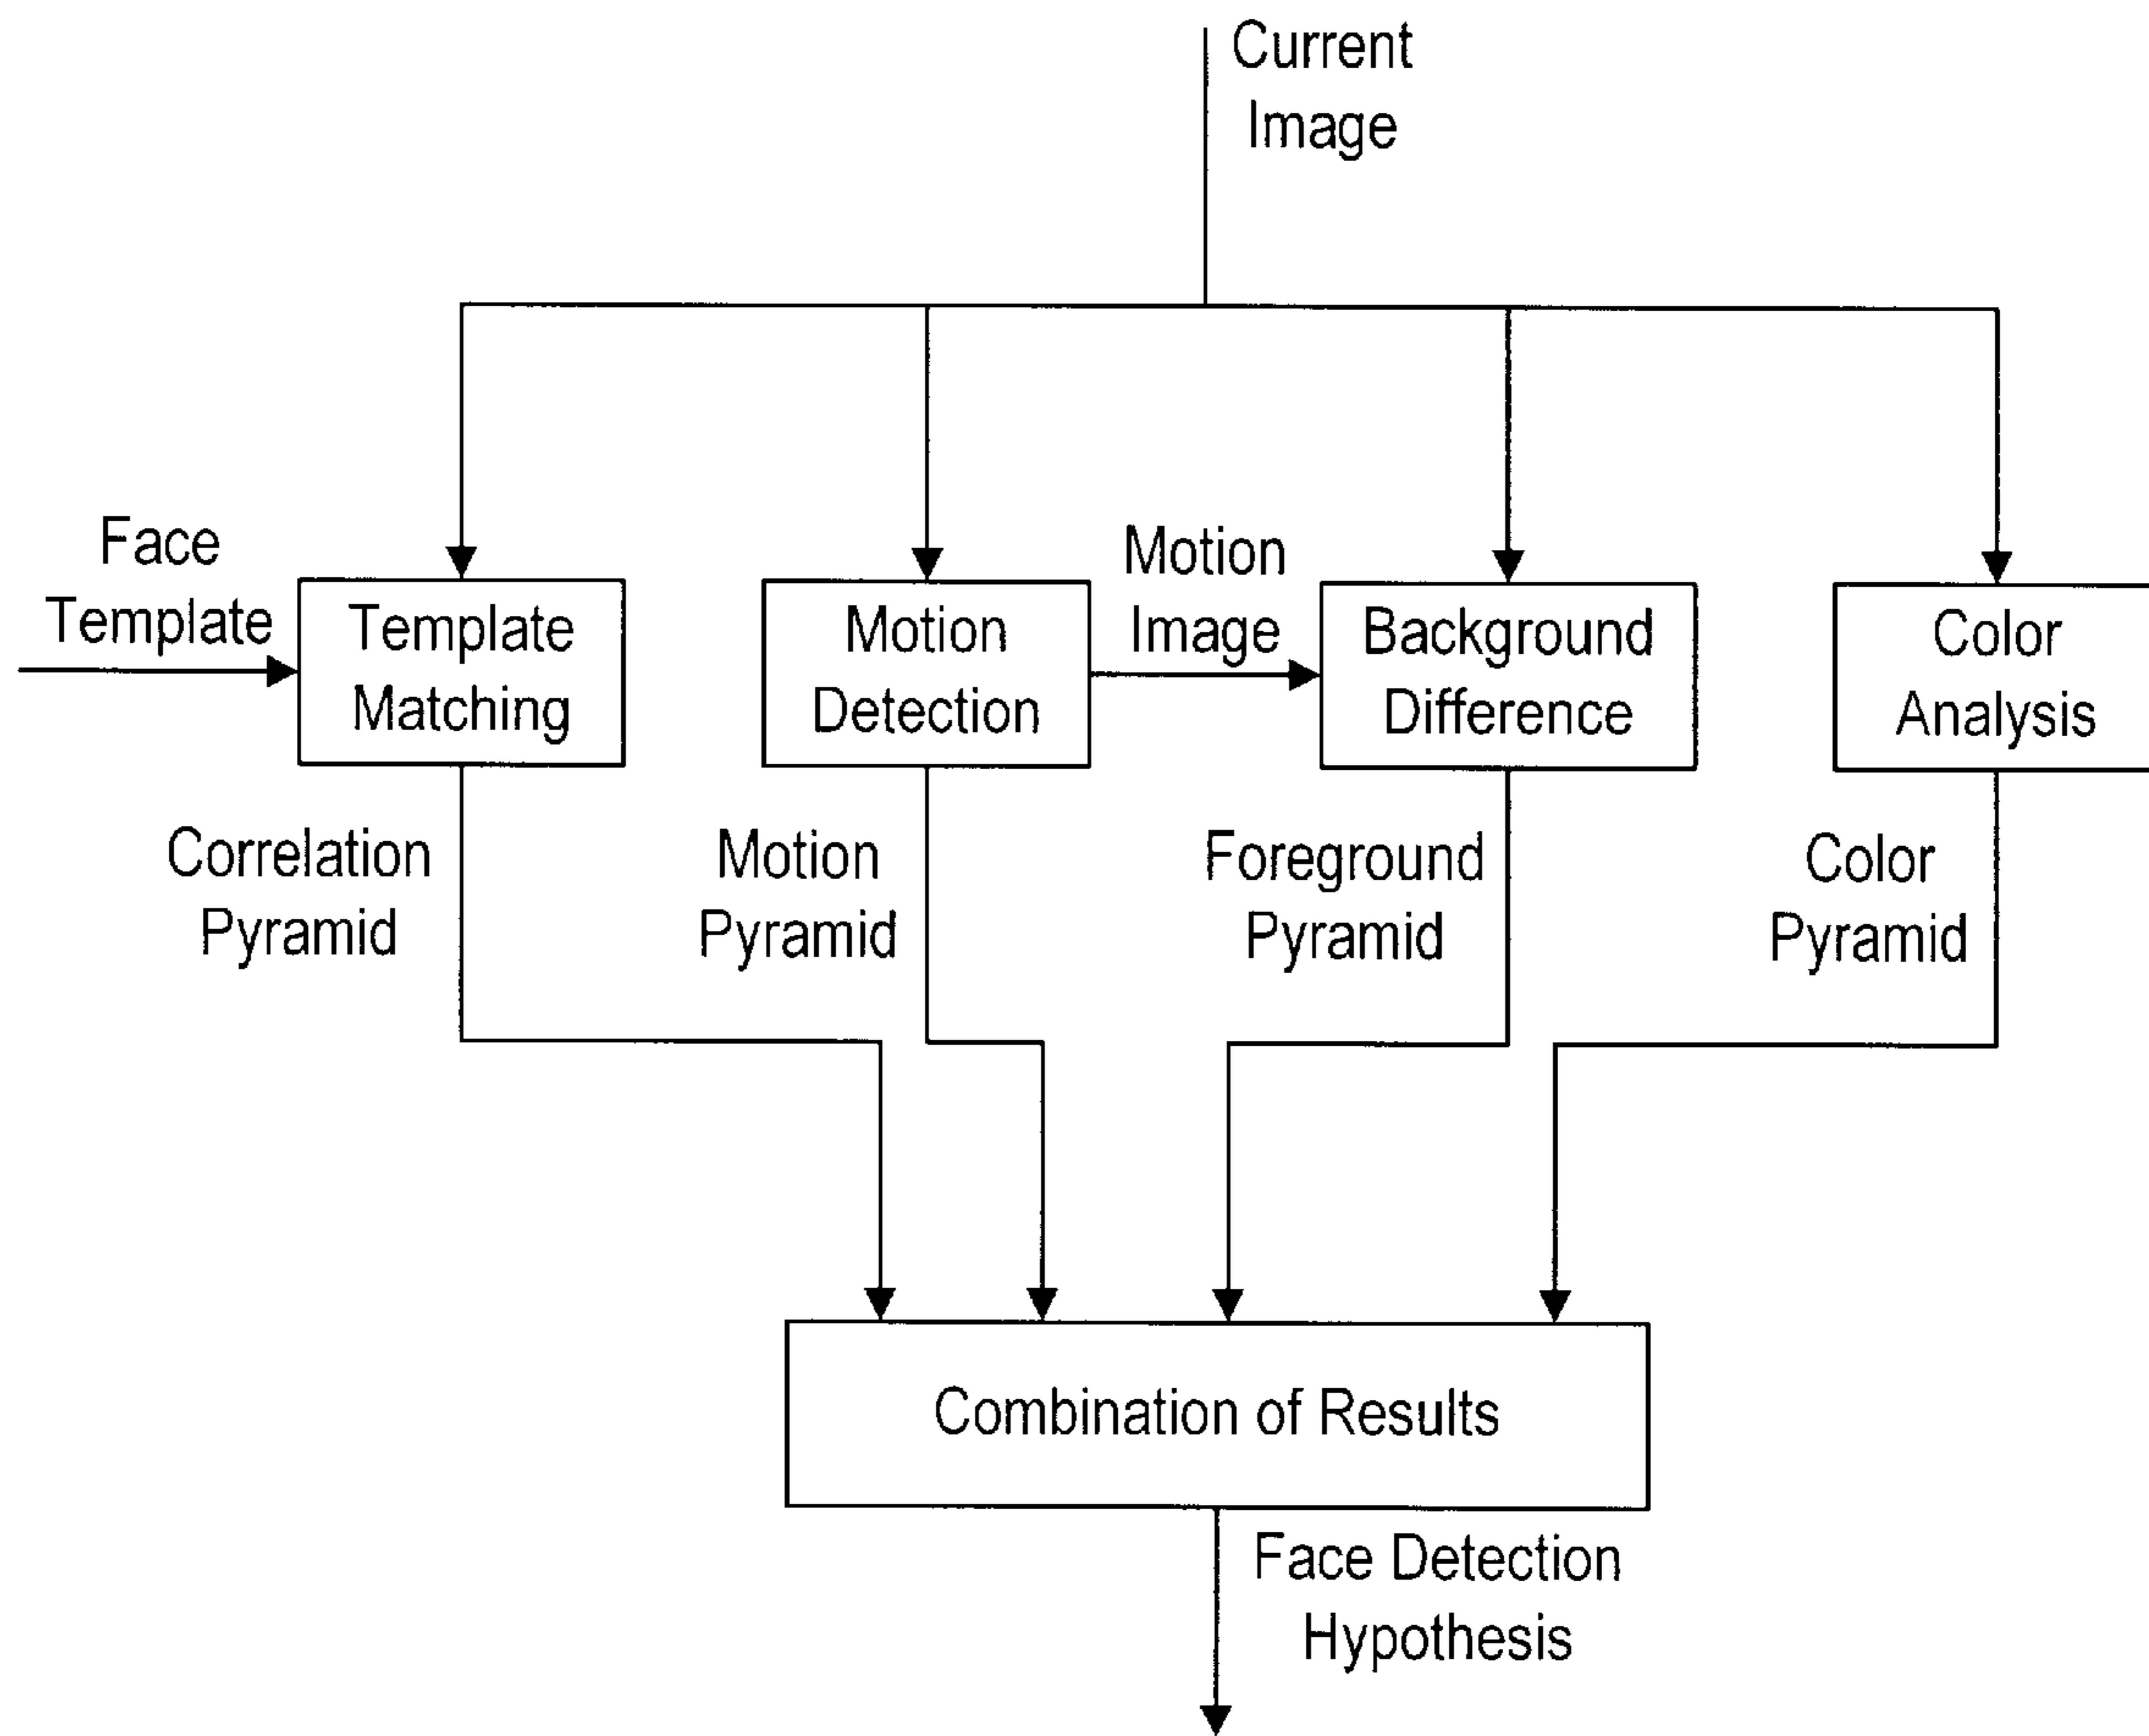 Current
Image
Face
Template
Template
Matching
Motion
Detection
Motion
Image
Background
Difference
Color
Analysis
Correlation
Pyramid
Motion
Pyramid
Foreground
Pyramid
Color
Pyramid
Combination of Results
Face Detection
Hypothesis